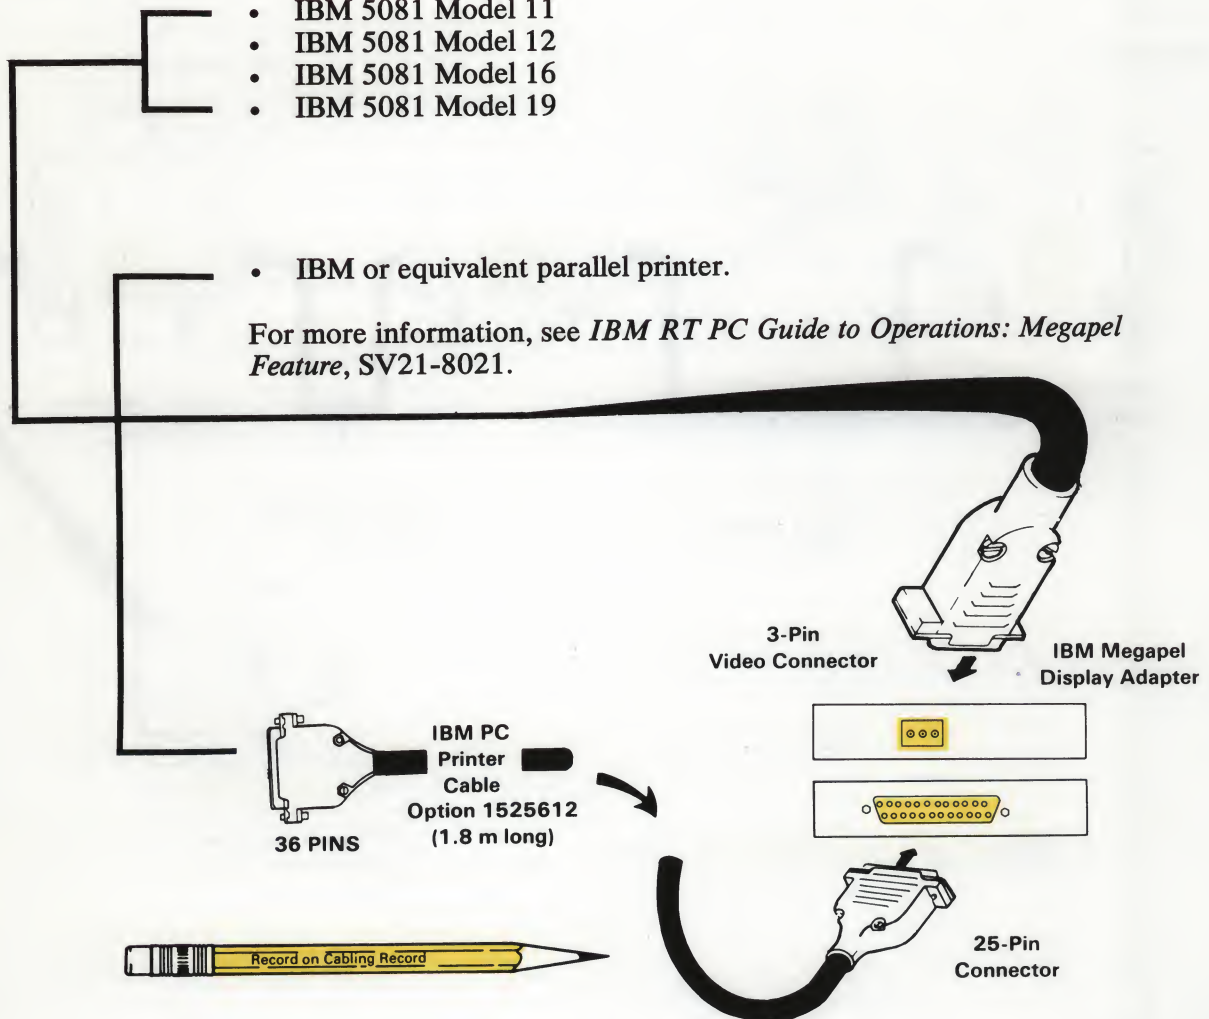 • IBM 5081 Model 11
• IBM 5081 Model 12
• IBM 5081 Model 16
• IBM 5081 Model 19
• IBM or equivalent parallel printer.
For more information, see IBM RT PC Guide to Operations: Megapel
Feature, SV21-8021.
3-Pin
Video Connector
IBM Megapel
Display Adapter
IBM PC
Printer
Cable
Option 1525612
(1.8 m long)
36 PINS
25-Pin
Connector
Record on Cabling Record